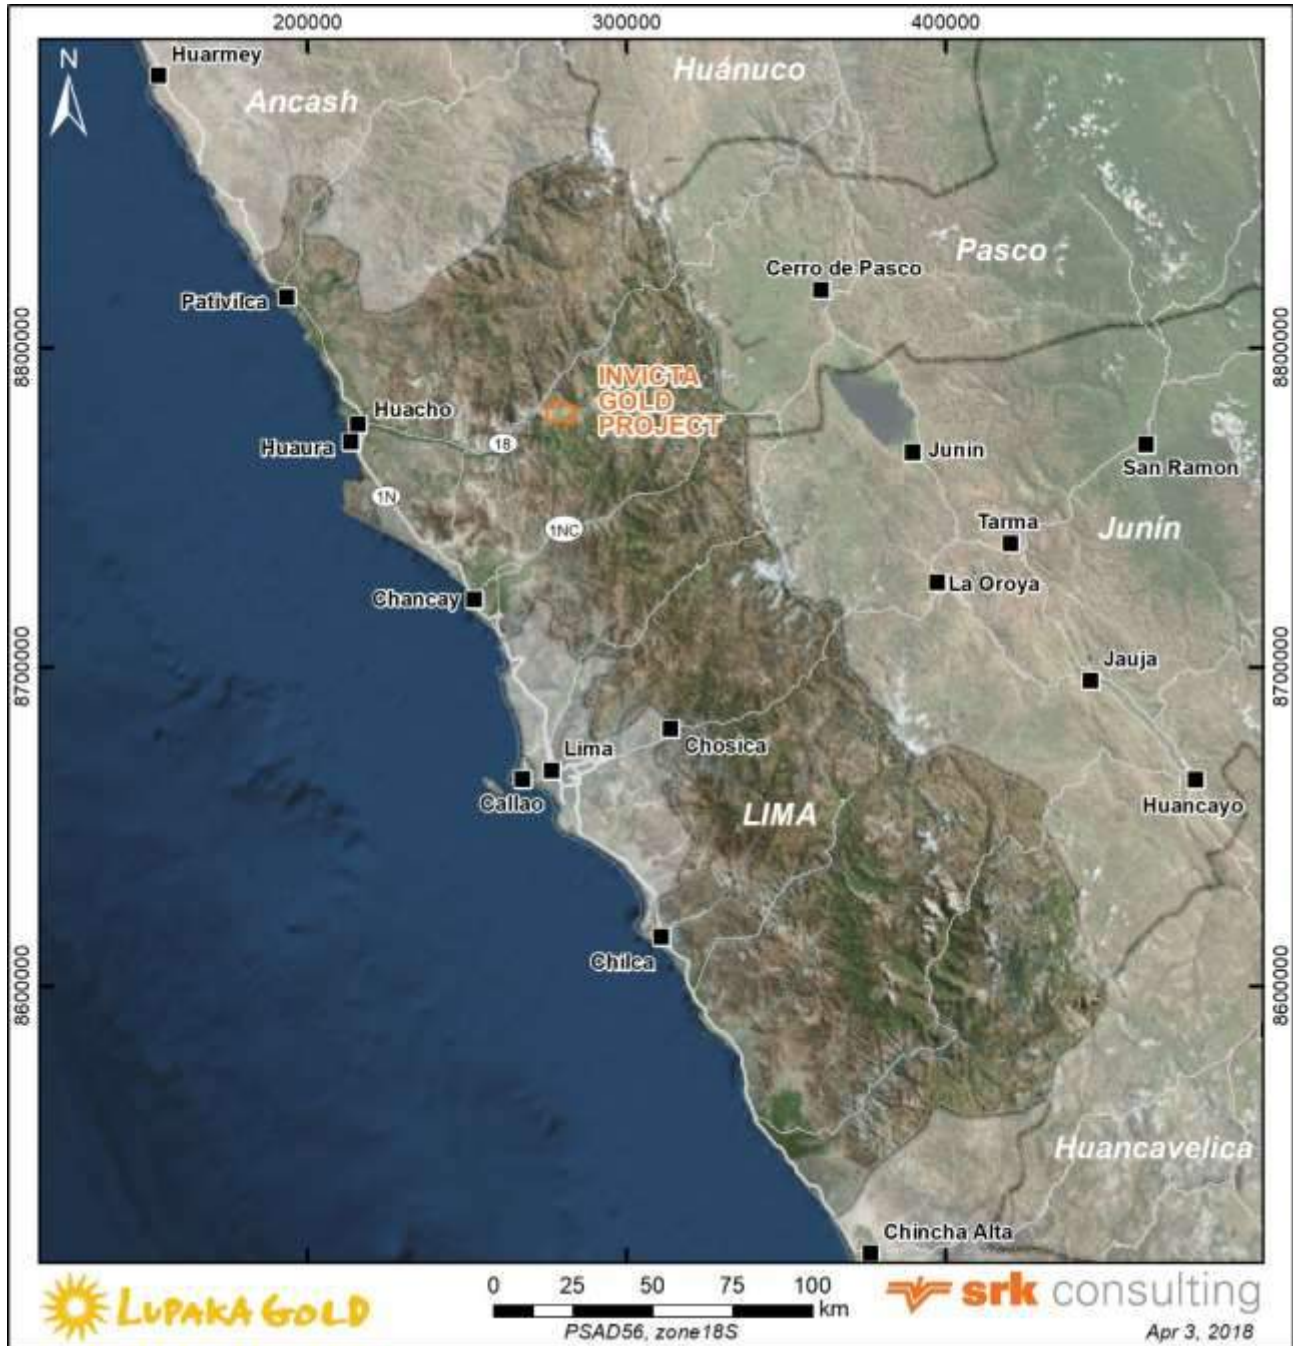 200000
300000
400000
N
Huarmey
Ancash
Huánuco
Pasco
Cerro de Pasco
Pativilca
8800000
8800000
INVICTA
GOLD
PROJECT
Huacho
Huaura
18
Junin
San Ramon
1N
1NC
Tarma
Junín
La Oroya
Chancay
8700000
8700000
Jauja
Lima
Chosica
Callao
LIMA
Huancayo
Chilca
8600000
8600000
Huancavelica
Chincha Alta
LUPAKA GOLD
0 25 50 75 100
km
PSAD56, zone18S
srk consulting
Apr 3, 2018